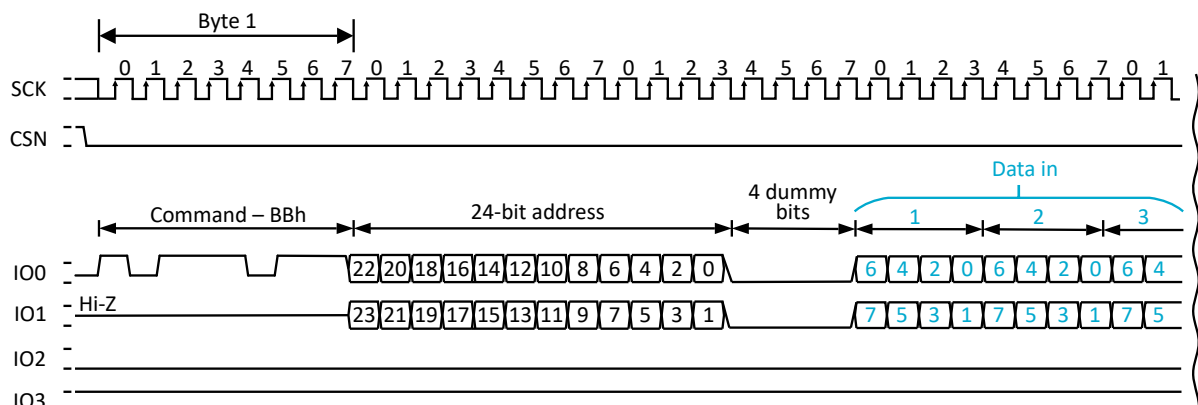 Byte 1
SCK 0 1 2 3 4 5 6 7 0 1 2 3 4 5 6 7 0 1 2 3 4 5 6 7 0 1 2 3 4 5 6 7 0 1
CSN
Data in
Command – BBh 24-bit address 4 dummy bits 1 2 3
IO0 22 20 18 16 14 12 10 8 6 4 2 0 6 4 2 0 6 4 2 0 6 4
Hi-Z
IO1 23 21 19 17 15 13 11 9 7 5 3 1 7 5 3 1 7 5 3 1 7 5
IO2
IO3